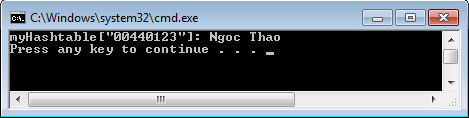 C:\Windows\system32\cmd.exe
myHashtable["00440123"]: Ngoc Thao
Press any key to continue . . .